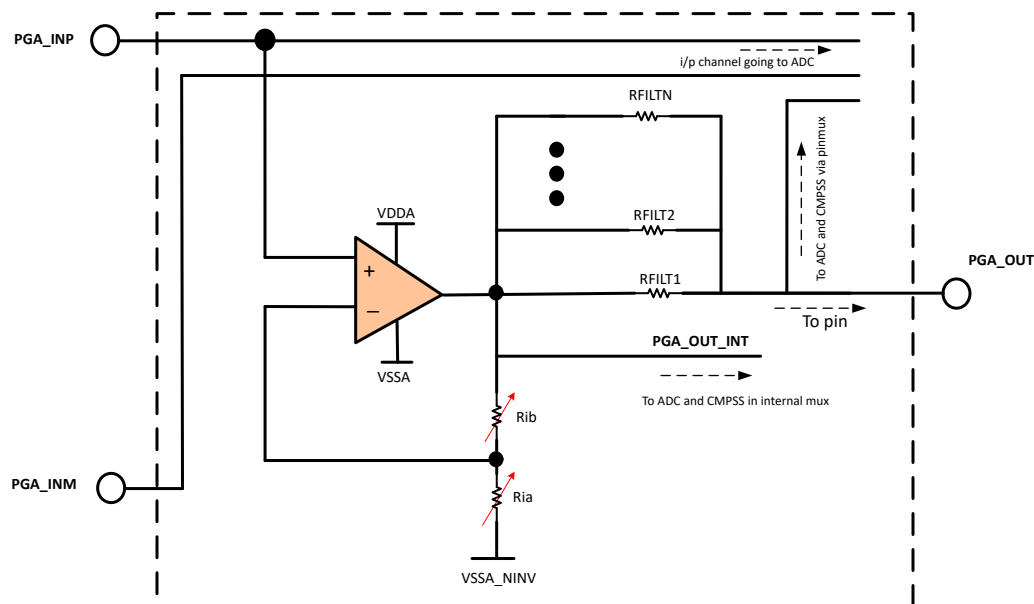 PGA_INP
i/p channel going to ADC
RFILTN
To ADC and CMPSS via pinmux
VDDA
RFILT2
PGA_OUT
RFILT1
+
−
To pin
PGA_OUT_INT
VSSA
To ADC and CMPSS in internal mux
Rib
PGA_INM
Ria
VSSA_NINV